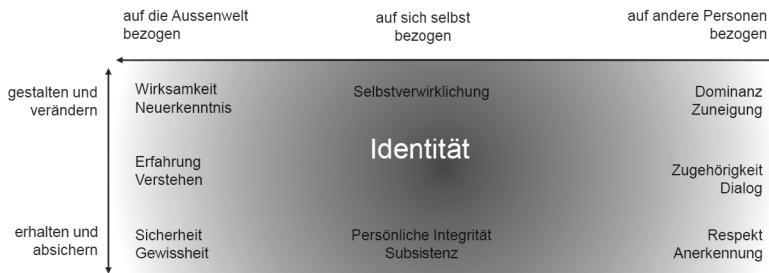 auf die Aussenwelt
bezogen
auf sich selbst
bezogen
auf andere Personen
bezogen
gestalten und
verändern
Wirksamkeit
Neuerkenntnis
Selbstverwirklichung
Dominanz
Zuneigung
Identität
Erfahrung
Verstehen
Zugehörigkeit
Dialog
erhalten und
absichern
Sicherheit
Gewissheit
Persönliche Integrität
Subsistenz
Respekt
Anerkennung